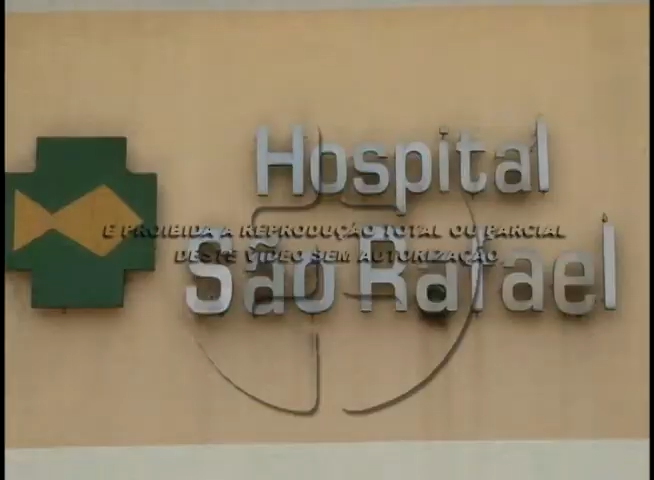 Hospital
São Rafael
É PROIBIDA A REPRODUÇÃO TOTAL OU PARCIAL
DESTE VÍDEO SEM AUTORIZAÇÃO